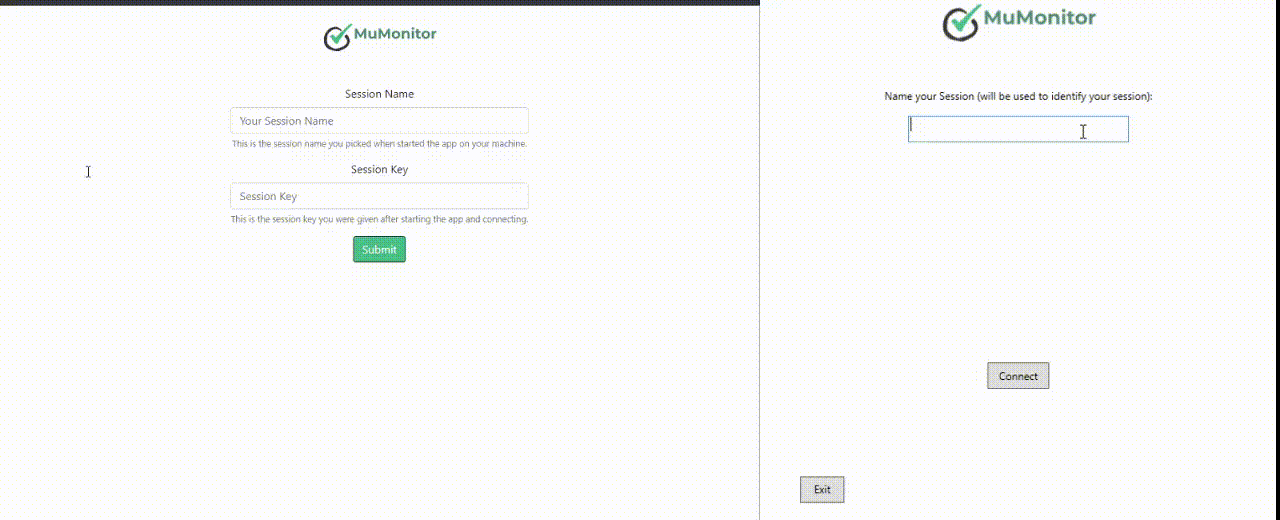 MuMonitor
Session Name
Your Session Name
This is the session name you picked when started the app on your machine.
Session Key
Session Key
This is the session key you were given after starting the app and connecting.
Submit
MuMonitor
Name your Session (will be used to identify your session):
Connect
Exit